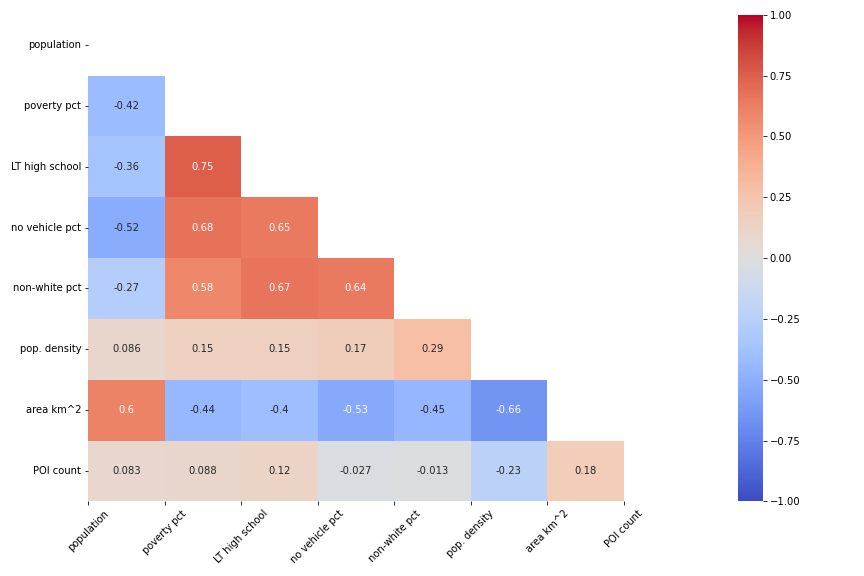 population
poverty pct
-0.42
LT high school
-0.36 0.75
no vehicle pct
-0.52 0.68 0.65
non-white pct
-0.27 0.58 0.67 0.64
pop. density
0.086 0.15 0.15 0.17 0.29
area km^2
0.6 -0.44 -0.4 -0.53 -0.45 -0.66
POI count
0.083 0.088 0.12 -0.027 -0.013 -0.23 0.18
population
poverty pct
LT high school
no vehicle pct
non-white pct
pop. density
area km^2
POI count
1.00
0.75
0.50
0.25
0.00
−0.25
−0.50
−0.75
−1.00